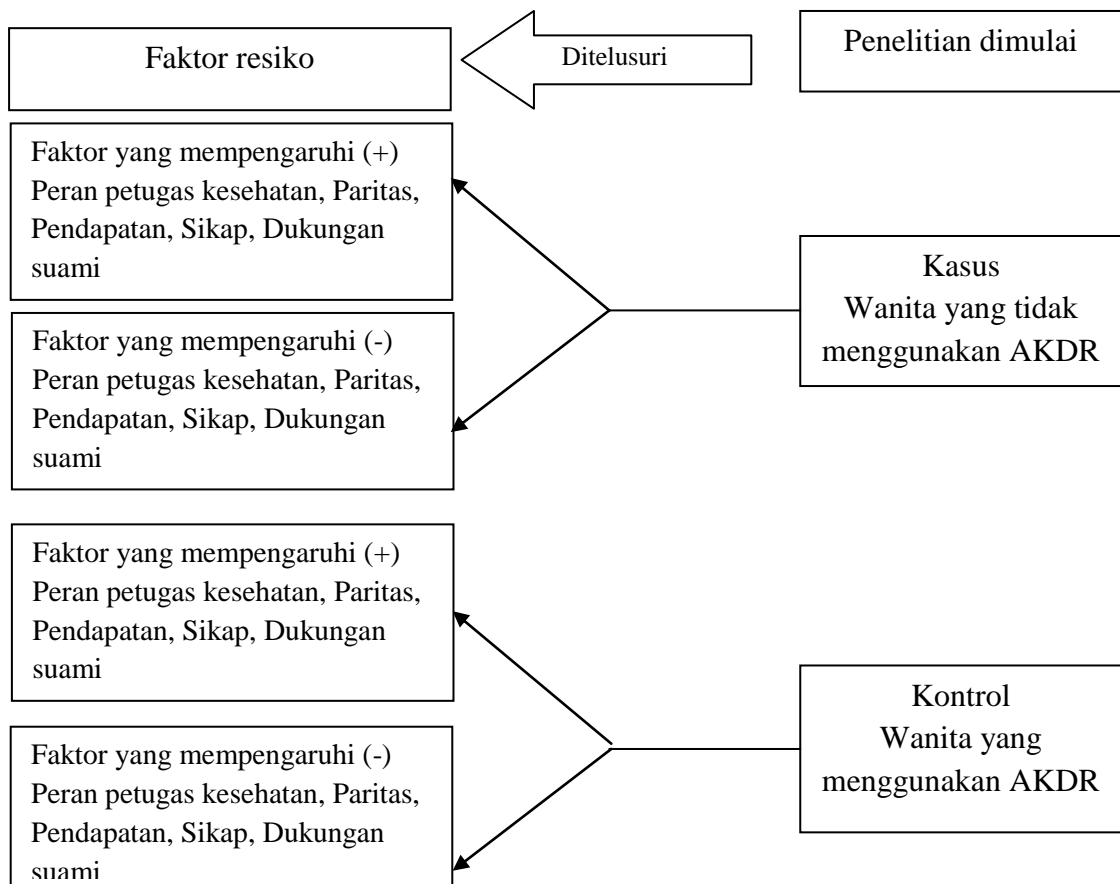 Faktor resiko
Ditelusuri
Penelitian dimulai
Faktor yang mempengaruhi (+)
Peran petugas kesehatan, Paritas,
Pendapatan, Sikap, Dukungan
suami
Faktor yang mempengaruhi (-)
Peran petugas kesehatan, Paritas,
Pendapatan, Sikap, Dukungan
suami
Kasus
Wanita yang tidak
menggunakan AKDR
Faktor yang mempengaruhi (+)
Peran petugas kesehatan, Paritas,
Pendapatan, Sikap, Dukungan
suami
Faktor yang mempengaruhi (-)
Peran petugas kesehatan, Paritas,
Pendapatan, Sikap, Dukungan
suami
Kontrol
Wanita yang
menggunakan AKDR